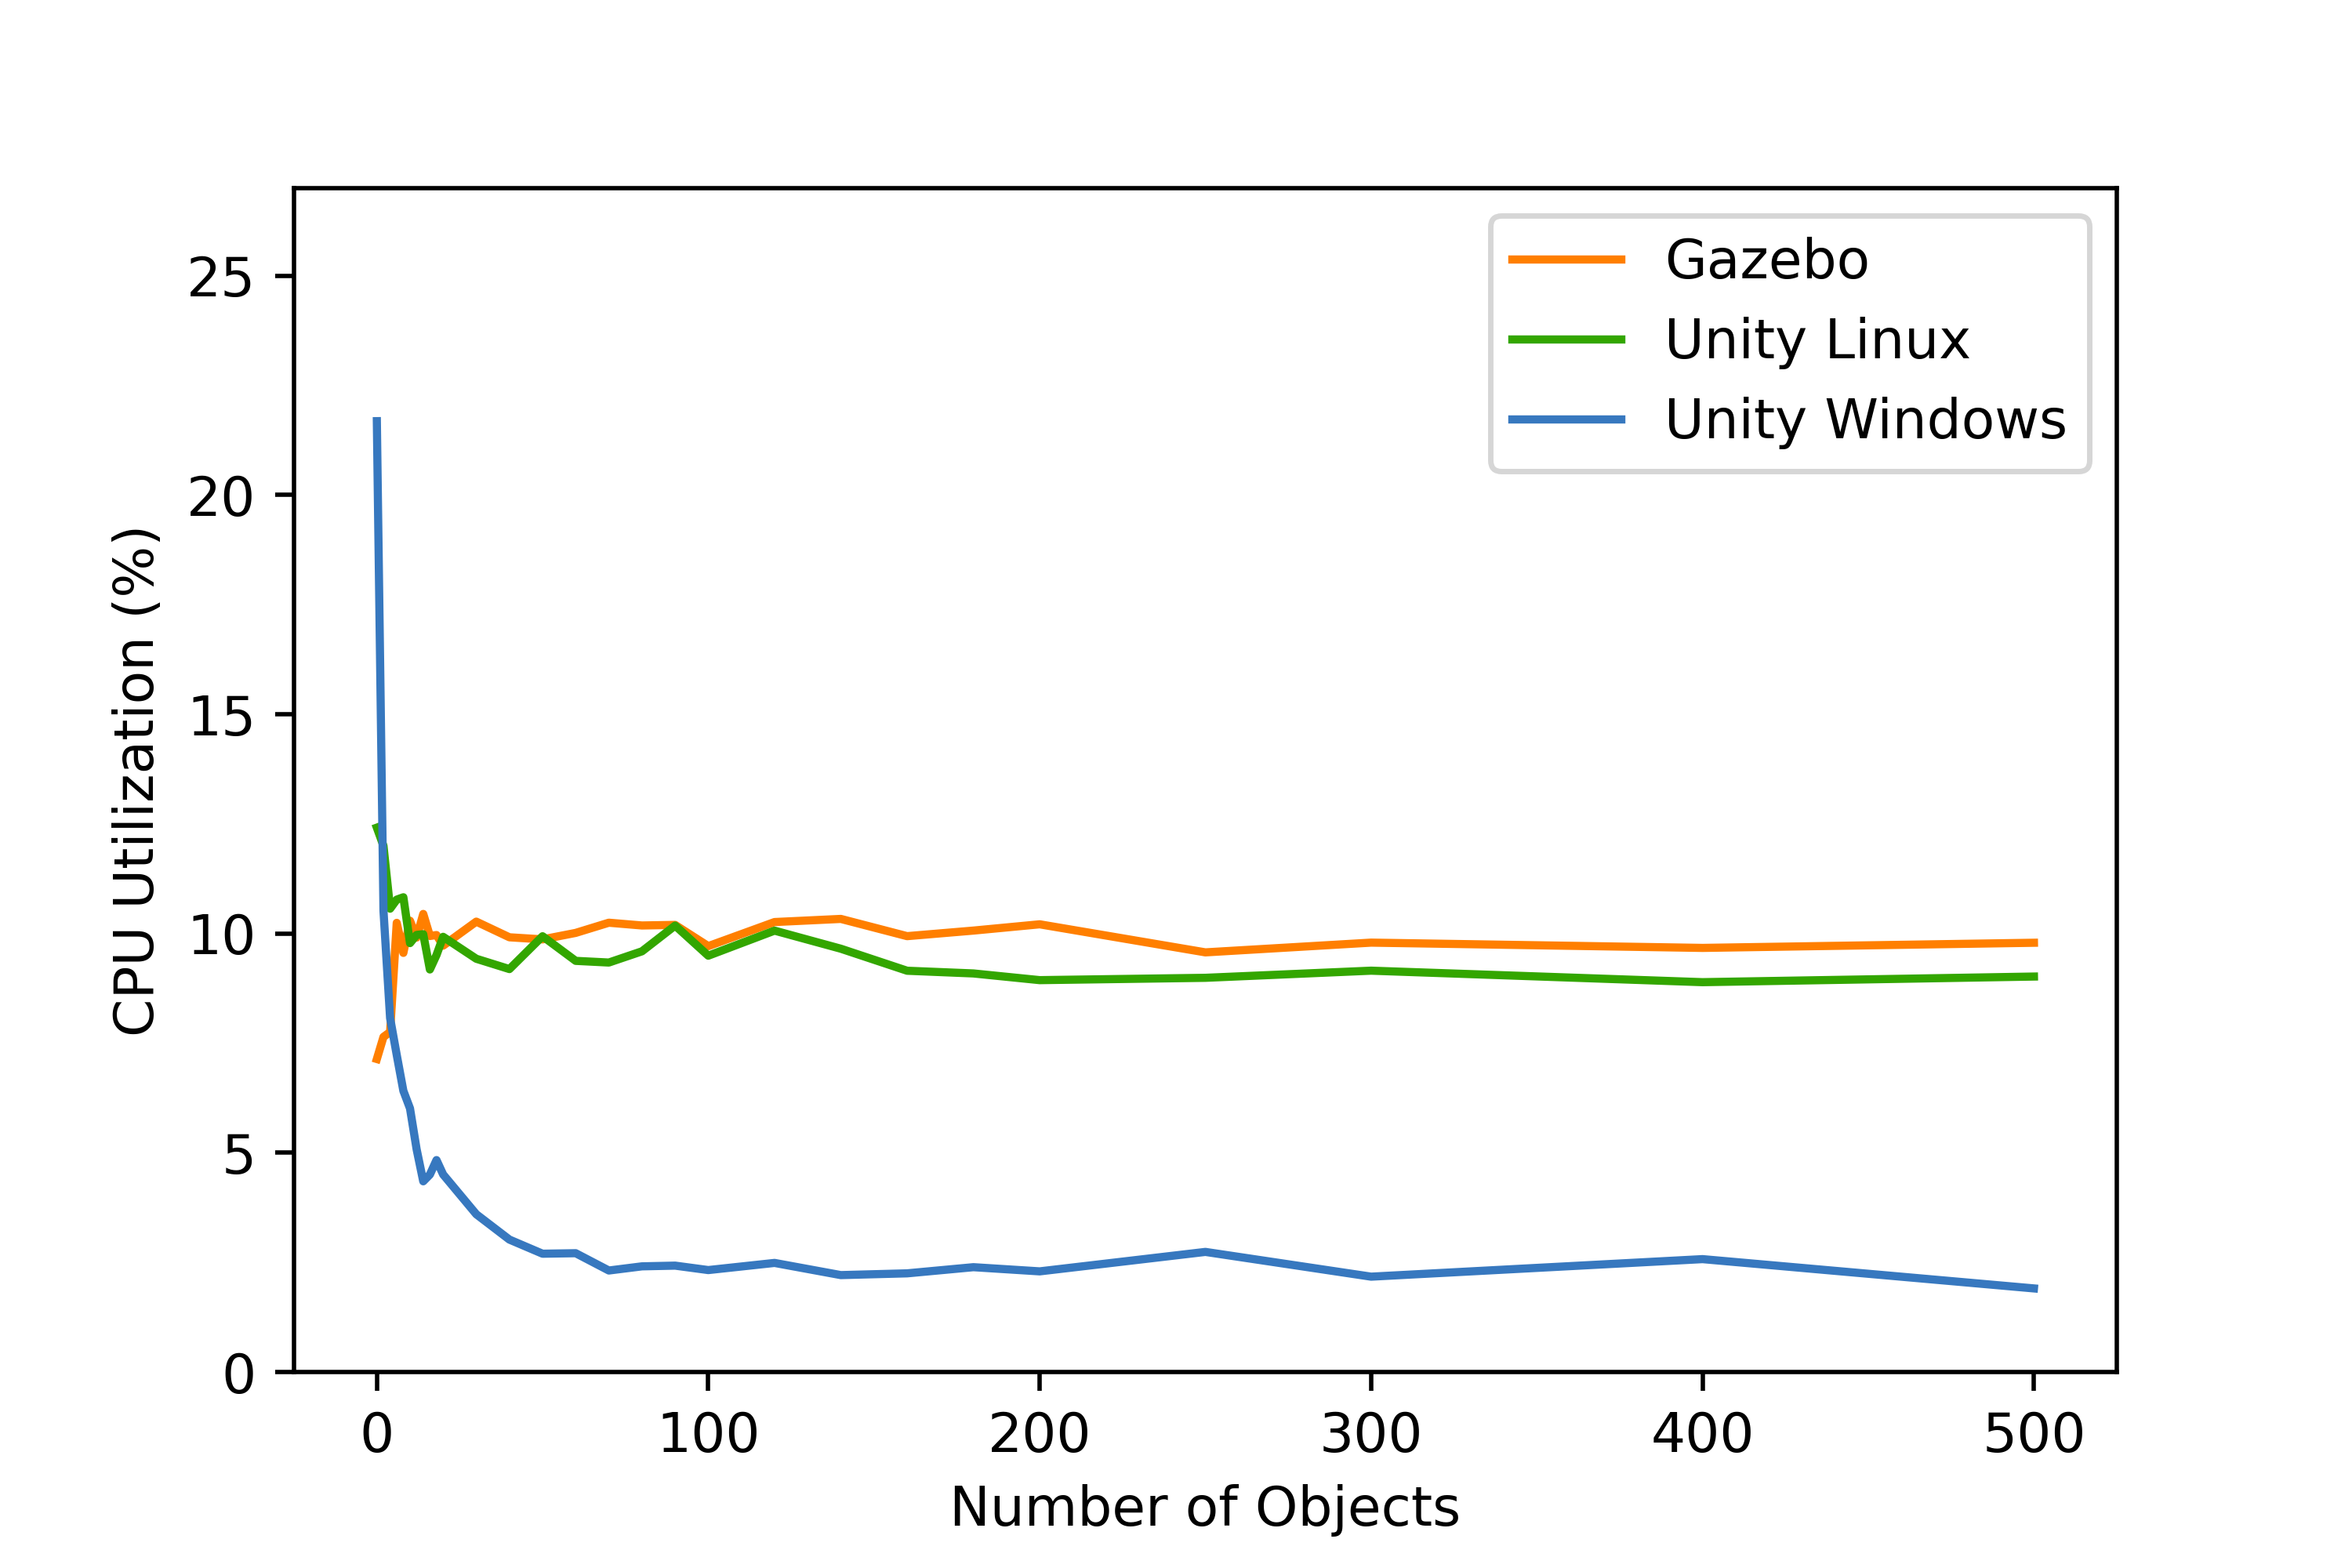 25
20
15
10
5
0
CPU Utilization (%)
Gazebo
Unity Linux
Unity Windows
0 100 200 300 400 500
Number of Objects